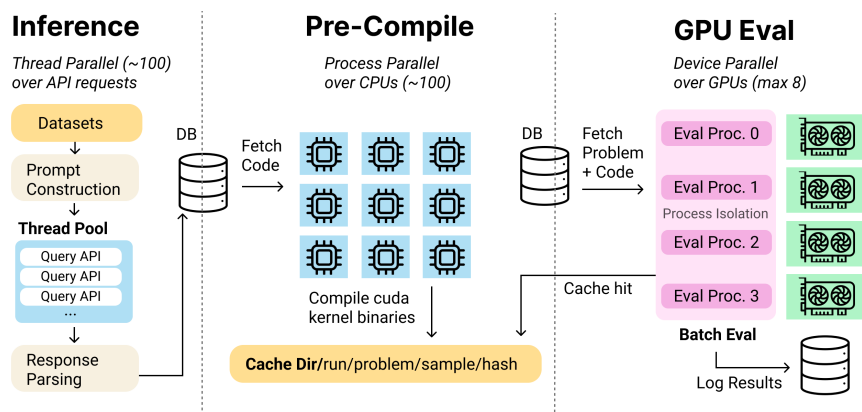 Inference
Thread Parallel (~100)
over API requests
Datasets
Prompt
Construction
Thread Pool
Query API
Query API
Query API
...
Response
Parsing
DB
Pre-Compile
Process Parallel
over CPUs (~100)
Fetch
Code
Compile cuda
kernel binaries
Cache Dir/run/problem/sample/hash
DB
GPU Eval
Device Parallel
over GPUs (max 8)
Fetch
Problem
+ Code
Eval Proc. 0
Eval Proc. 1
Process Isolation
Eval Proc. 2
Eval Proc. 3
Cache hit
Batch Eval
Log Results